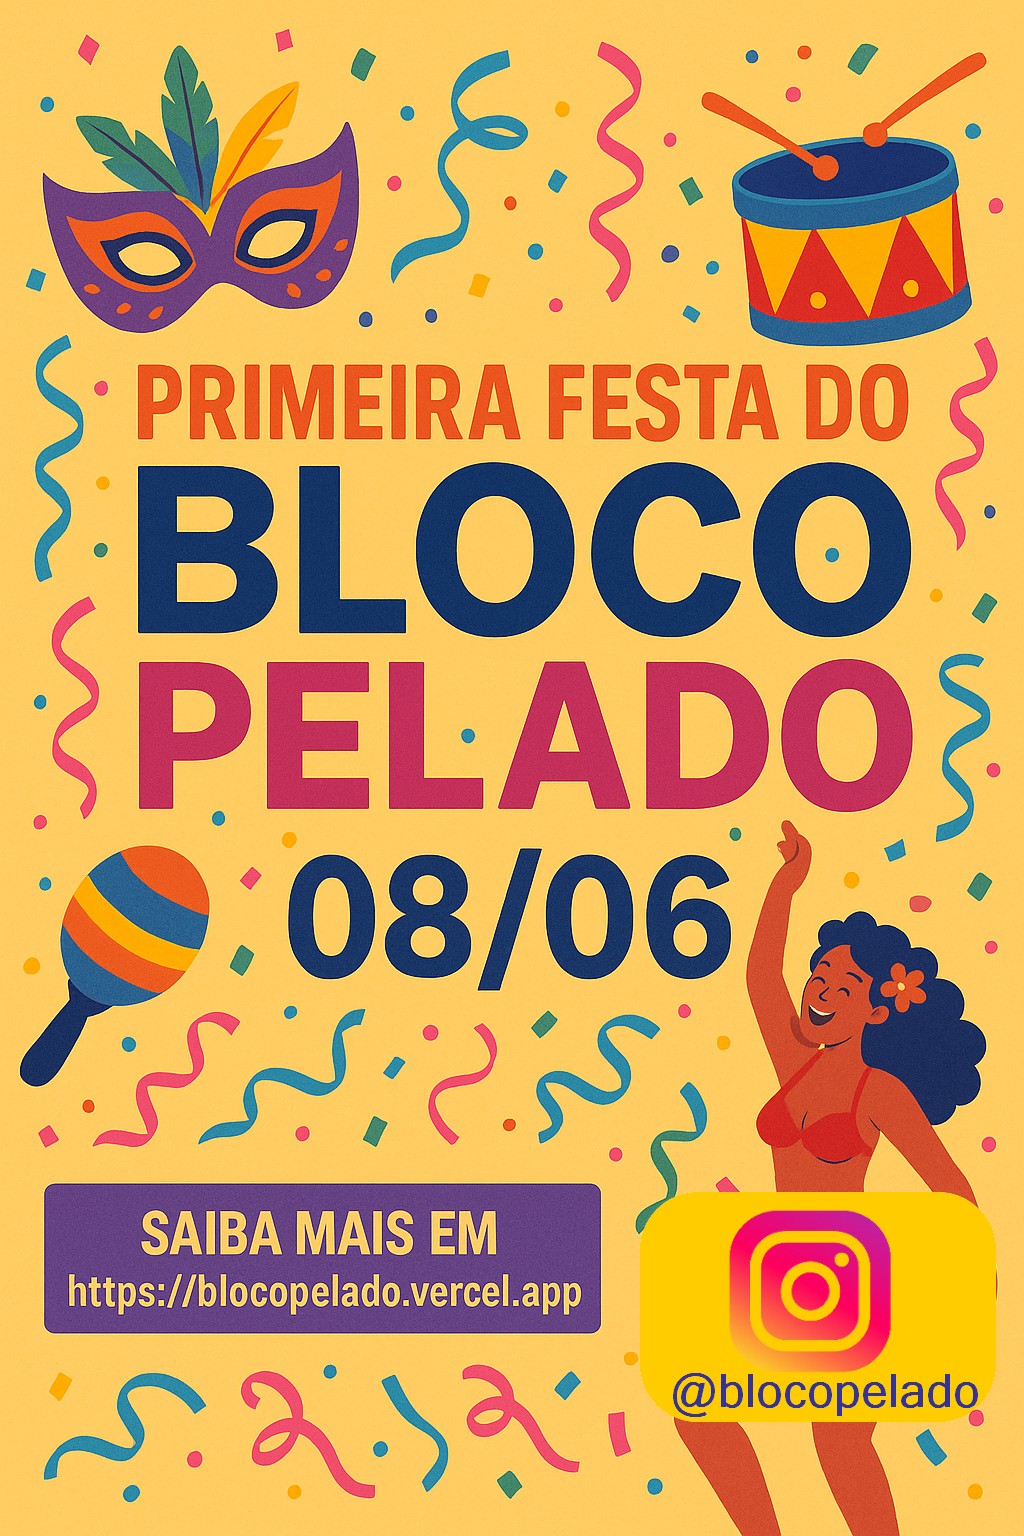 PRIMEIRA FESTA DO
BLOCO
PELADO
08/06
SAIBA MAIS EM
https://blocopelado.vercel.app
@blocopelado